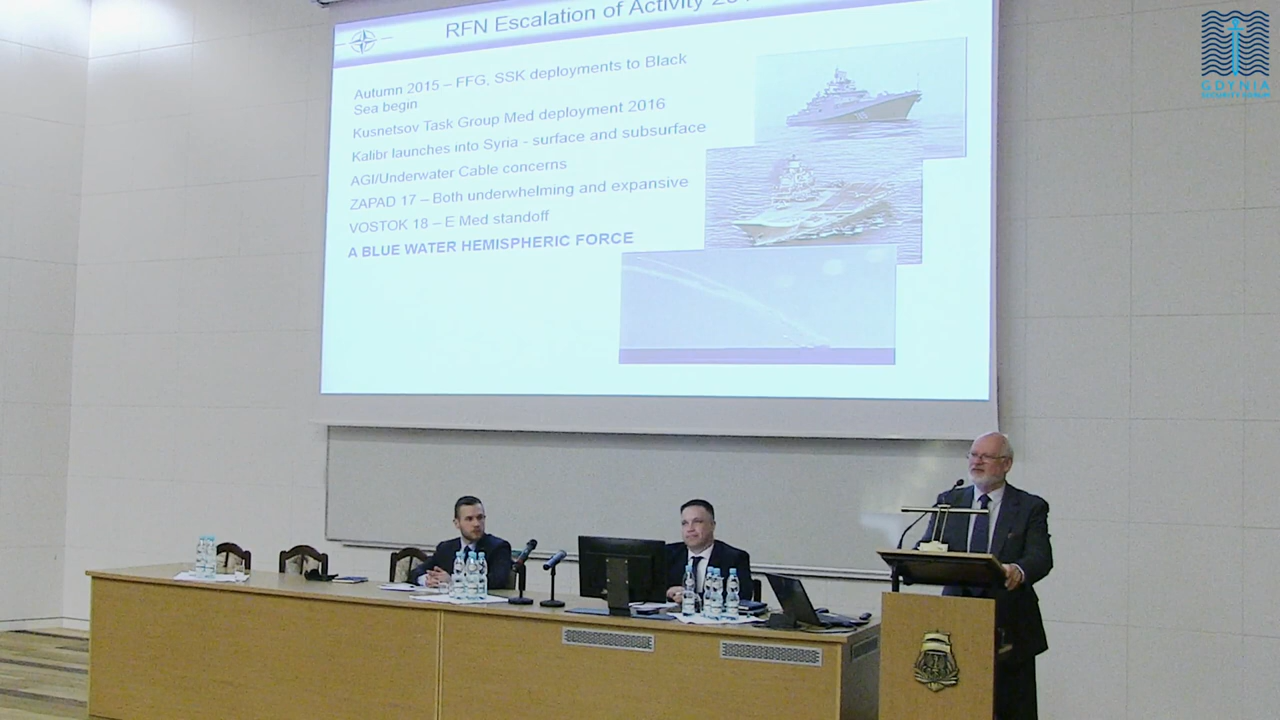 RFN Escalation of Activity
Autumn 2015 – FFG, SSK deployments to Black
Sea begin
Kusnetsov Task Group Med deployment 2016
Kalibr launches into Syria - surface and subsurface
AGI/Underwater Cable concerns
ZAPAD 17 – Both underwhelming and expansive
VOSTOK 18 – E Med standoff
A BLUE WATER HEMISPHERIC FORCE
GDYNIA
SECURITY FORUM